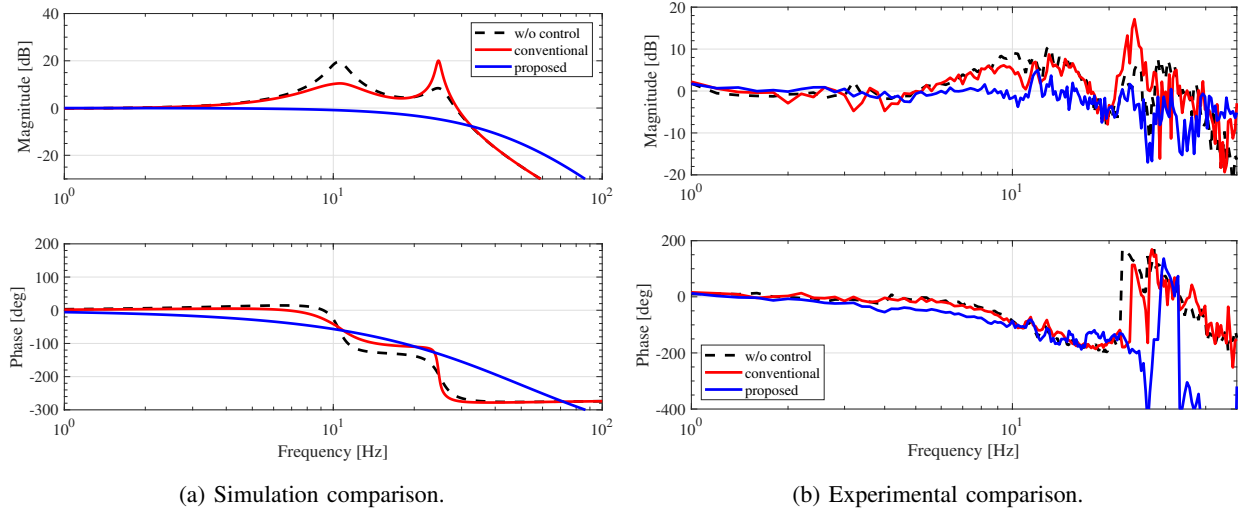 40
20
0
-20
Magnitude [dB]
w/o control
conventional
proposed
10^0
10^1
10^2
200
100
0
-100
-200
-300
Phase [deg]
10^0
10^1
10^2
Frequency [Hz]
(a) Simulation comparison.
20
10
0
-10
-20
Magnitude [dB]
10^0
10^1
200
0
-200
-400
Phase [deg]
w/o control
conventional
proposed
10^0
10^1
Frequency [Hz]
(b) Experimental comparison.